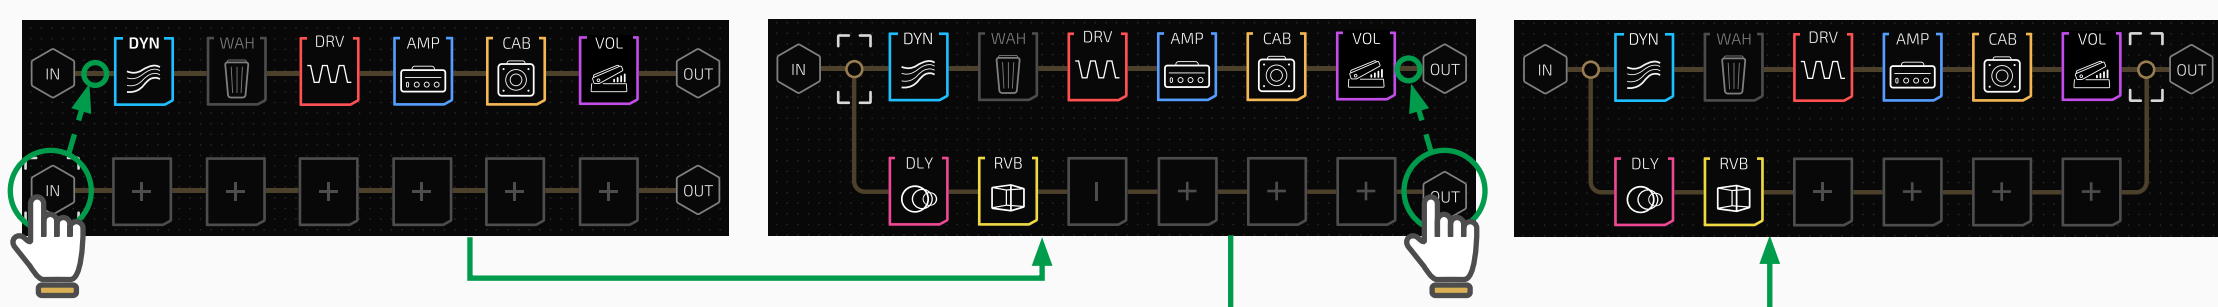 IN DYN WAH DRV AMP CAB VOL OUT
IN OUT
IN DYN WAH DRV AMP CAB VOL OUT
DLY RVB OUT
IN DYN WAH DRV AMP CAB VOL OUT
DLY RVB